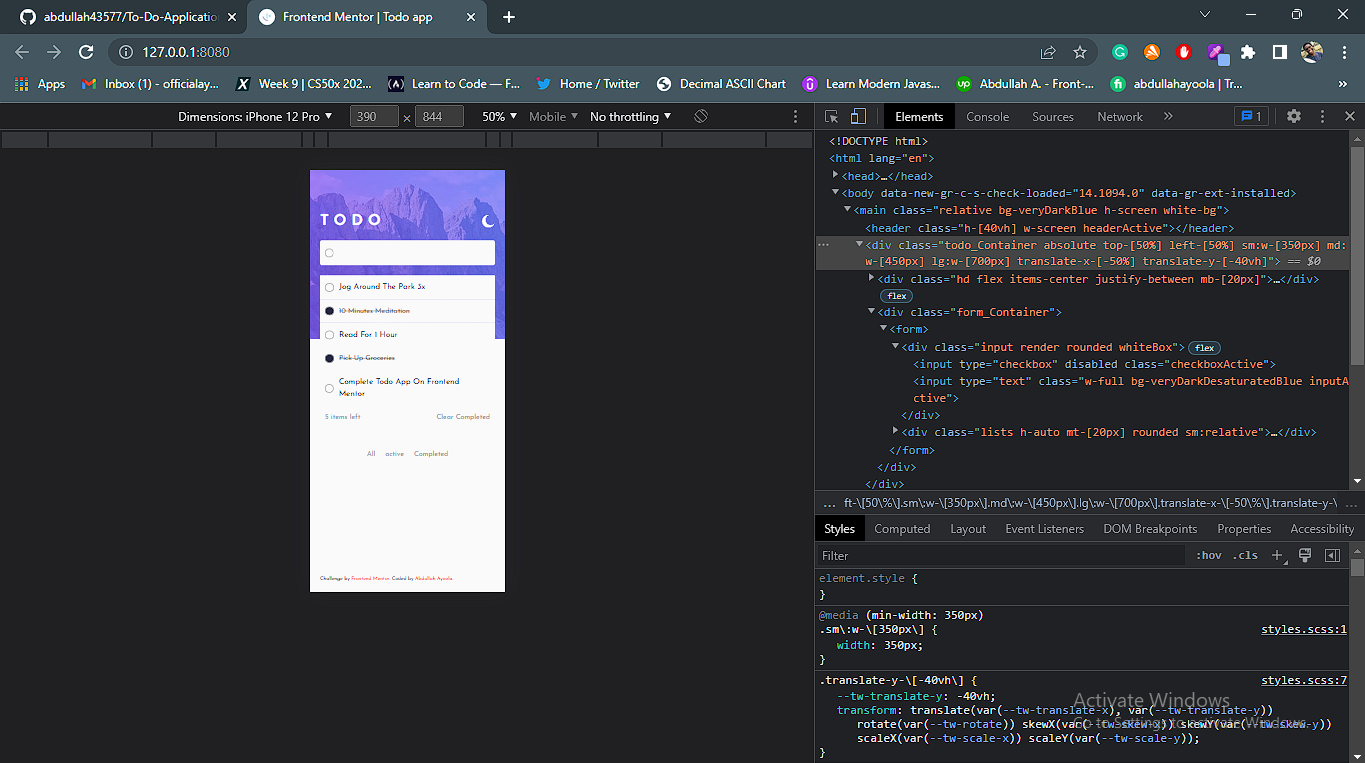 abdullah43577/To-Do-Applicatio
Frontend Mentor | Todo app
127.0.0.1:8080
Apps
Inbox (1) - officialay...
Week 9 | CS50x 202...
Learn to Code — F...
Home / Twitter
Decimal ASCII Chart
Learn Modern Javas...
Abdullah A. - Front-...
abdullahayoola | Tr...
»
Dimensions: iPhone 12 Pro ▼ 390 × 844 50% ▼ Mobile ▼ No throttling ▼
TODO
Jog Around The Park 3x
10 Minutes Meditation
Read For 1 Hour
Pick Up Groceries
Complete Todo App On Frontend
Mentor
5 items left
Clear Completed
All active Completed
Challenge by Frontend Mentor. Coded by Abdullah Ayoola.
Elements Console Sources Network » 1
<!DOCTYPE html>
<html lang="en">
<head>…</head>
<body data-new-gr-c-s-check-loaded="14.1094.0" data-gr-ext-installed>
<main class="relative bg-veryDarkBlue h-screen white-bg">
<header class="h-[40vh] w-screen headerActive"></header>
<div class="todo_Container absolute top-[50%] left-[50%] sm:w-[350px] md:
w-[450px] lg:w-[700px] translate-x-[-50%] translate-y-[-40vh]"> == $0
<div class="hd flex items-center justify-between mb-[20px]">…</div>
flex
<div class="form_Container">
<form>
<div class="input render rounded whiteBox"> flex
<input type="checkbox" disabled class="checkboxActive">
<input type="text" class="w-full bg-veryDarkDesaturatedBlue inputA
ctive">
</div>
<div class="lists h-auto mt-[20px] rounded sm:relative">…</div>
</form>
</div>
</div>
... ft-\[50\%\].sm\:w-\[350px\].md\:w-\[450px\].lg\:w-\[700px\].translate-x-\[-50\%\].translate-y-\ ...
Styles Computed Layout Event Listeners DOM Breakpoints Properties Accessibility
Filter
:hov .cls +
element.style {
}
@media (min-width: 350px)
.sm\:w-\[350px\] {
styles.scss:1
width: 350px;
}
.translate-y-\[-40vh\] {
styles.scss:7
--tw-translate-y: -40vh;
transform: translate(var(--tw-translate-x), var(--tw-translate-y))
rotate(var(--tw-rotate)) skewX(var(--tw-skew-x)) skewY(var(--tw-skew-y))
scaleX(var(--tw-scale-x)) scaleY(var(--tw-scale-y));
}
Activate Windows
Go to Settings to activate Windows.